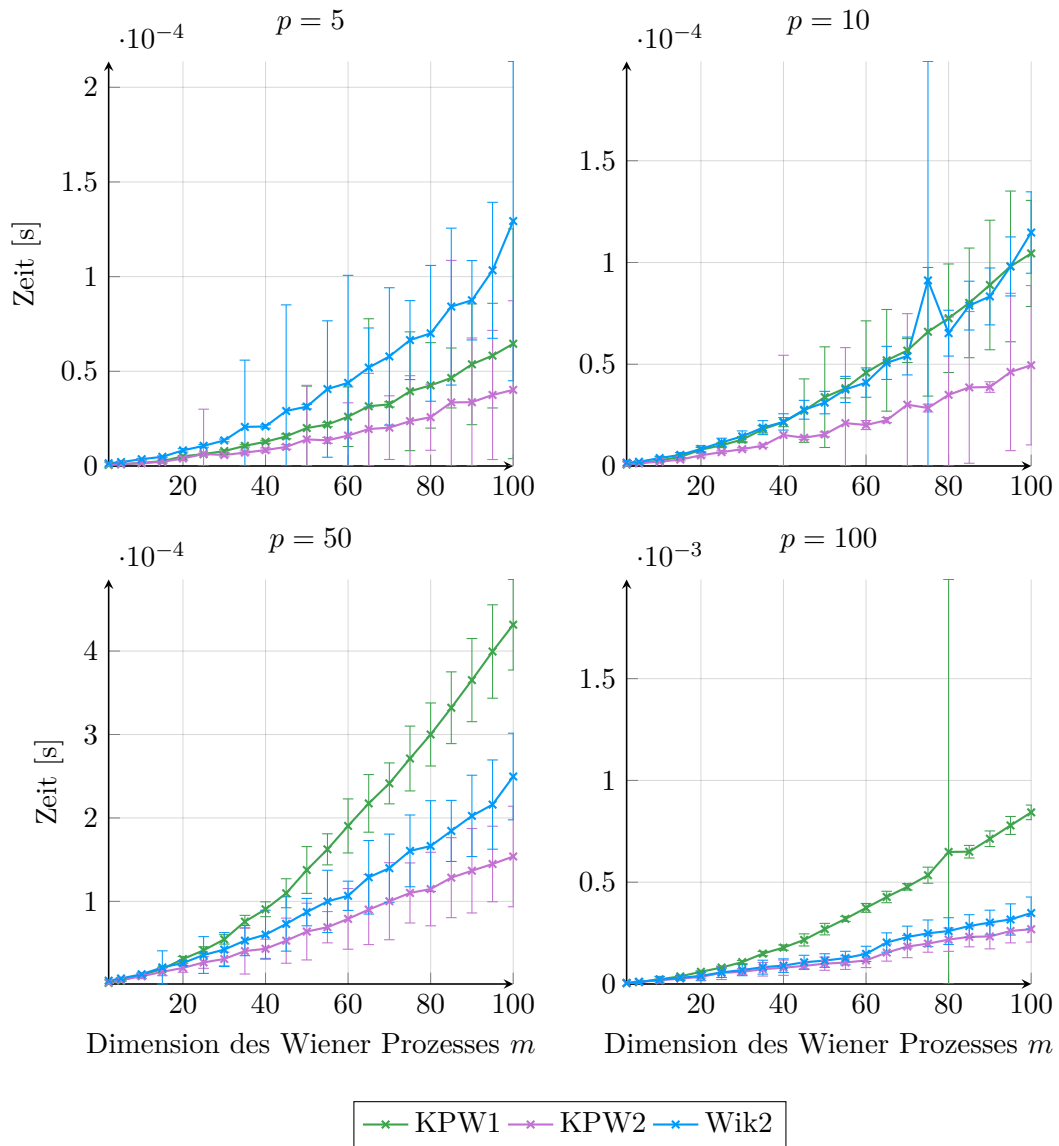 p = 5
·10⁻⁴
2
1.5
1
0.5
0
20 40 60 80 100
Zeit [s]
p = 10
·10⁻⁴
1.5
1
0.5
0
20 40 60 80 100
p = 50
·10⁻⁴
4
3
2
1
20 40 60 80 100
Zeit [s]
Dimension des Wiener Prozesses m
p = 100
·10⁻³
1.5
1
0.5
0
20 40 60 80 100
Dimension des Wiener Prozesses m
KPW1 KPW2 Wik2